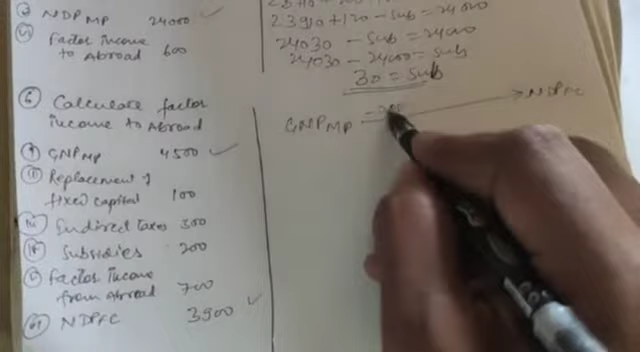 NDPMP 24000
Factor income
to Abroad 600
Calculate factor
income to Abroad
GNPMP 4500
Replacement of
fixed capital 100
Indirect taxes 300
Subsidies 200
Factor income
from Abroad 700
NDPFC 3900
23910 + 120 - Sub = 24000
24030 - Sub = 24000
24030 - 24000 = Sub
30 = Sub
GNPMP
NDPFC